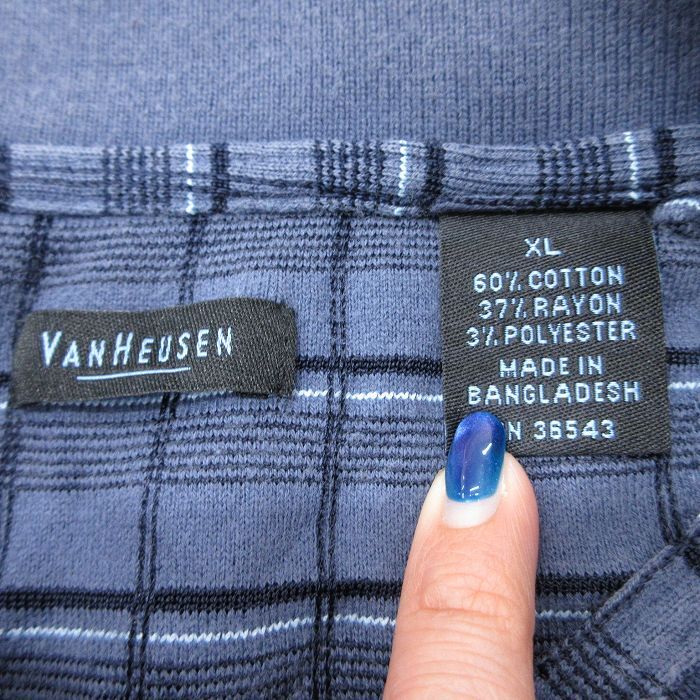 VANHEUSEN
XL
60% COTTON
37% RAYON
3% POLYESTER
MADE IN
BANGLADESH
N 36543